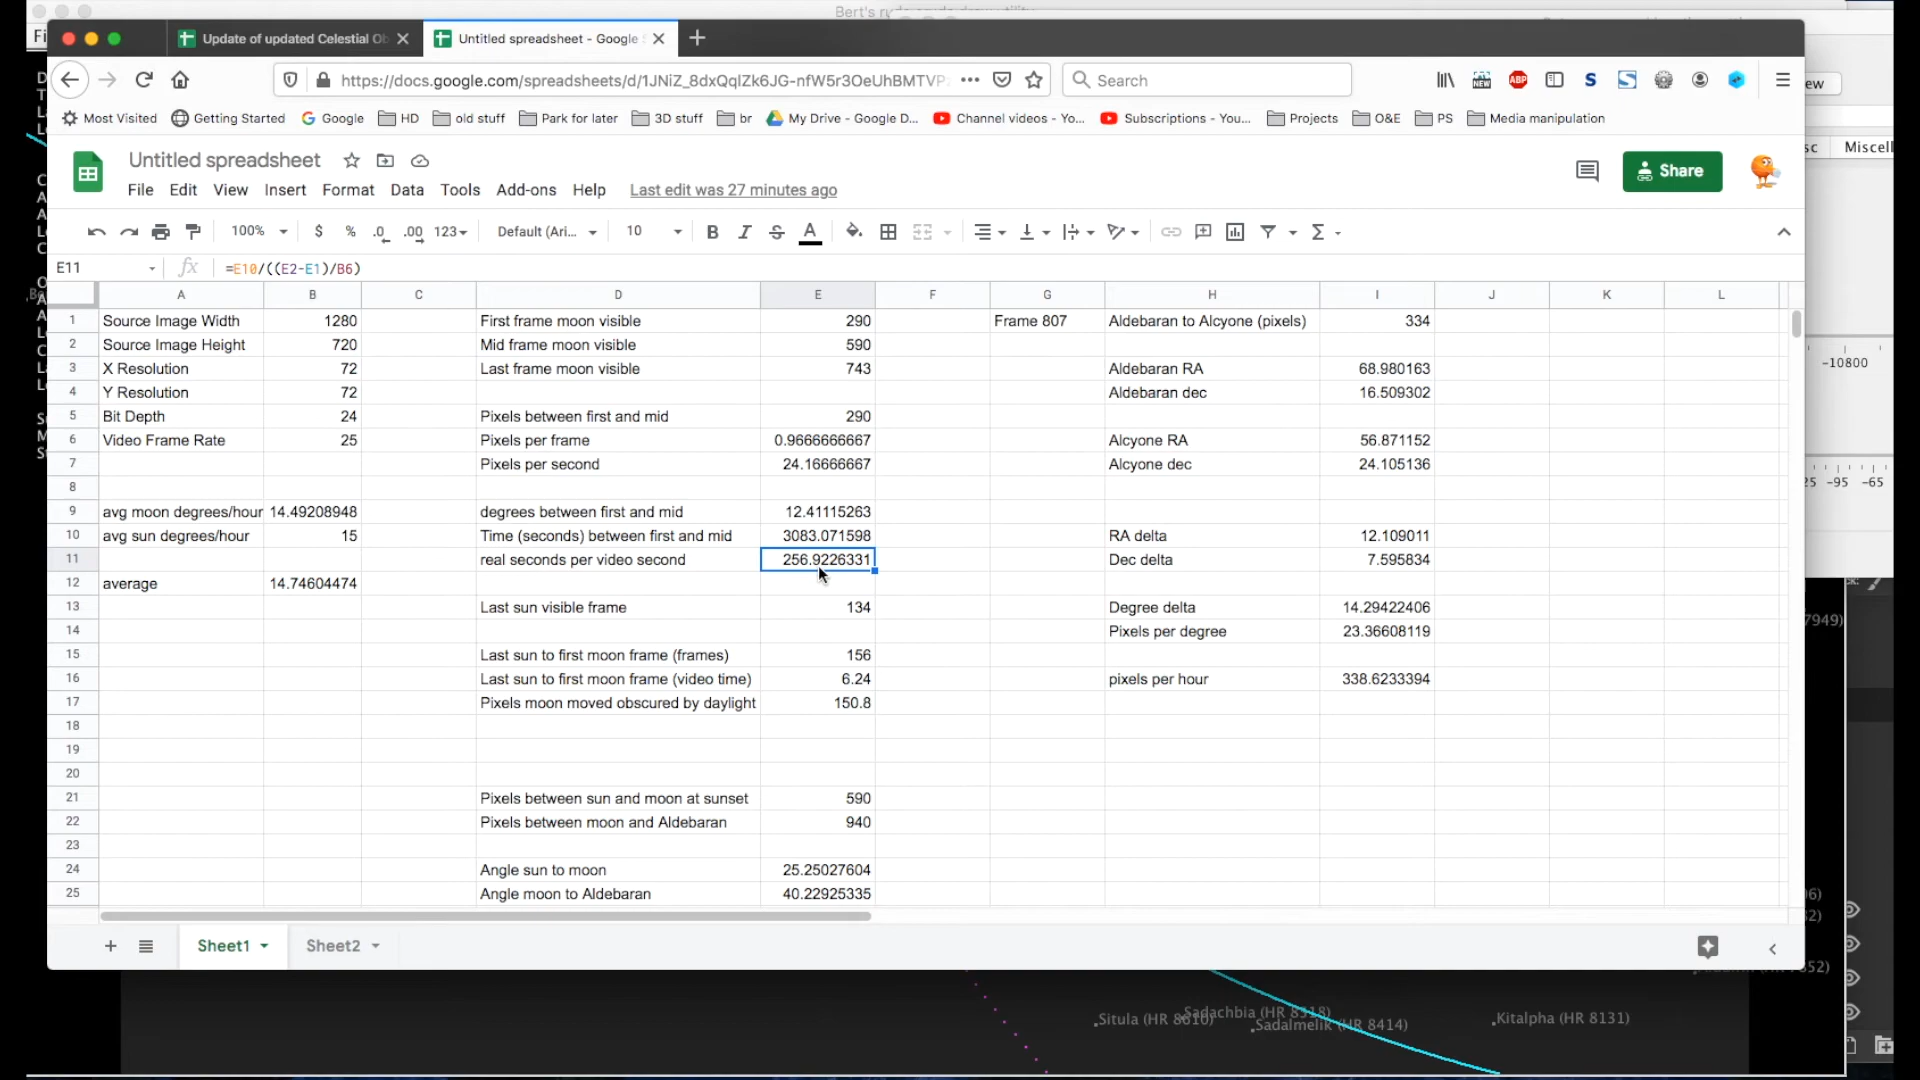 Bert's
Update of updated Celestial Ob
Untitled spreadsheet - Google S
https://docs.google.com/spreadsheets/d/1JNiZ_8dxQqlZk6JG-nfW5r3OeUhBMTVP
Search
ew
Most Visited Getting Started Google HD old stuff Park for later 3D stuff br My Drive - Google D... Channel videos - Yo... Subscriptions - You... Projects O&E PS Media manipulation
Untitled spreadsheet
Miscell
Share
File Edit View Insert Format Data Tools Add-ons Help Last edit was 27 minutes ago
100% $ % .0 .00 123 Default (Ari... 10 B I S A
E11 fx =E10/((E2-E1)/B6)
A B C D E F G H I J K L
1 Source Image Width 1280 First frame moon visible 290 Frame 807 Aldebaran to Alcyone (pixels) 334
2 Source Image Height 720 Mid frame moon visible 590
3 X Resolution 72 Last frame moon visible 743 Aldebaran RA 68.980163
-10800
4 Y Resolution 72 Aldebaran dec 16.509302
5 Bit Depth 24 Pixels between first and mid 290
6 Video Frame Rate 25 Pixels per frame 0.9666666667 Alcyone RA 56.871152
7 Pixels per second 24.16666667 Alcyone dec 24.105136
25 -95 -65
8
9 avg moon degrees/hour 14.49208948 degrees between first and mid 12.41115263
10 avg sun degrees/hour 15 Time (seconds) between first and mid 3083.071598 RA delta 12.109011
11 real seconds per video second 256.9226331 Dec delta 7.595834
12 average 14.74604474
13 Last sun visible frame 134 Degree delta 14.29422406
7949)
14 Pixels per degree 23.36608119
15 Last sun to first moon frame (frames) 156
16 Last sun to first moon frame (video time) 6.24 pixels per hour 338.6233394
17 Pixels moon moved obscured by daylight 150.8
18
19
20
21 Pixels between sun and moon at sunset 590
22 Pixels between moon and Aldebaran 940
23
24 Angle sun to moon 25.25027604
25 Angle moon to Aldebaran 40.22925335
Sheet1 Sheet2
Situla (HR 8610) Sadachbia (HR 8518) Sadalmelik (HR 8414) Kitalpha (HR 8131)